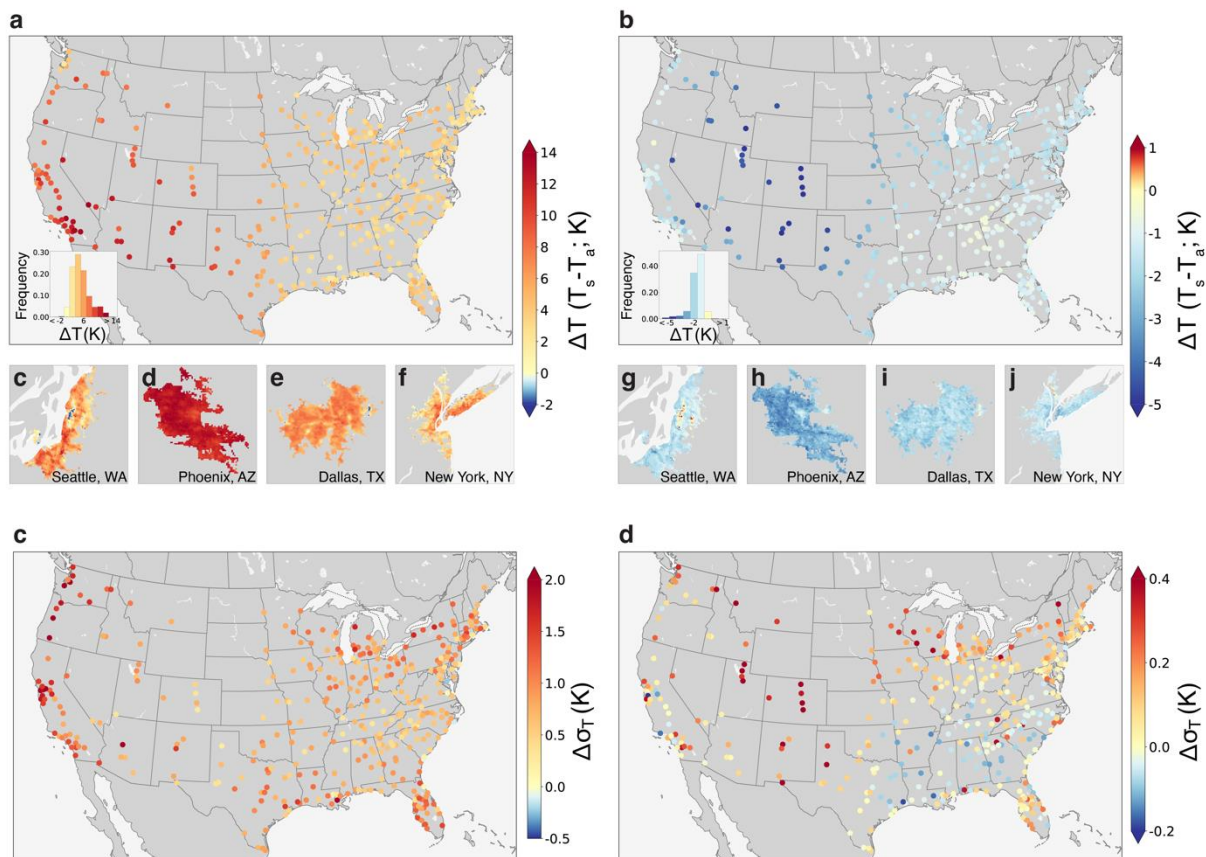 a
b
Frequency
0.30
0.20
0.10
0.00
<-2
6
>14
ΔT(K)
14
12
10
8
6
4
2
0
-2
ΔT (Ts-Ta; K)
Frequency
0.40
0.20
0.00
<-5
-2
>1
ΔT(K)
1
0
-1
-2
-3
-4
-5
ΔT (Ts-Ta; K)
c
Seattle, WA
d
Phoenix, AZ
e
Dallas, TX
f
New York, NY
g
Seattle, WA
h
Phoenix, AZ
i
Dallas, TX
j
New York, NY
c
2.0
1.5
1.0
0.5
0.0
-0.5
ΔσT (K)
d
0.4
0.2
0.0
-0.2
ΔσT (K)